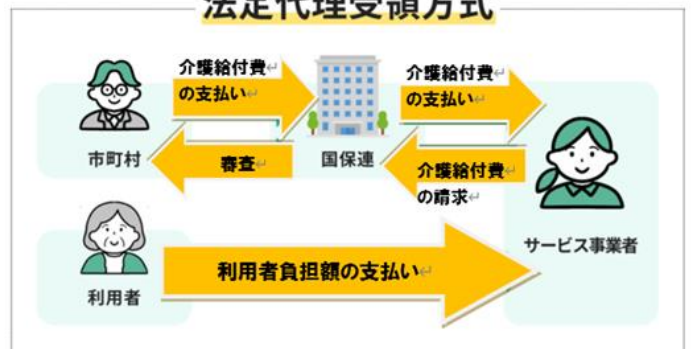 法定代理受領方式
介護給付費↵
の支払い↵
介護給付費↵
の支払い↵
市町村
審査↵
国保連
介護給付費
の請求↵
サービス事業者
利用者負担額の支払い↵
利用者